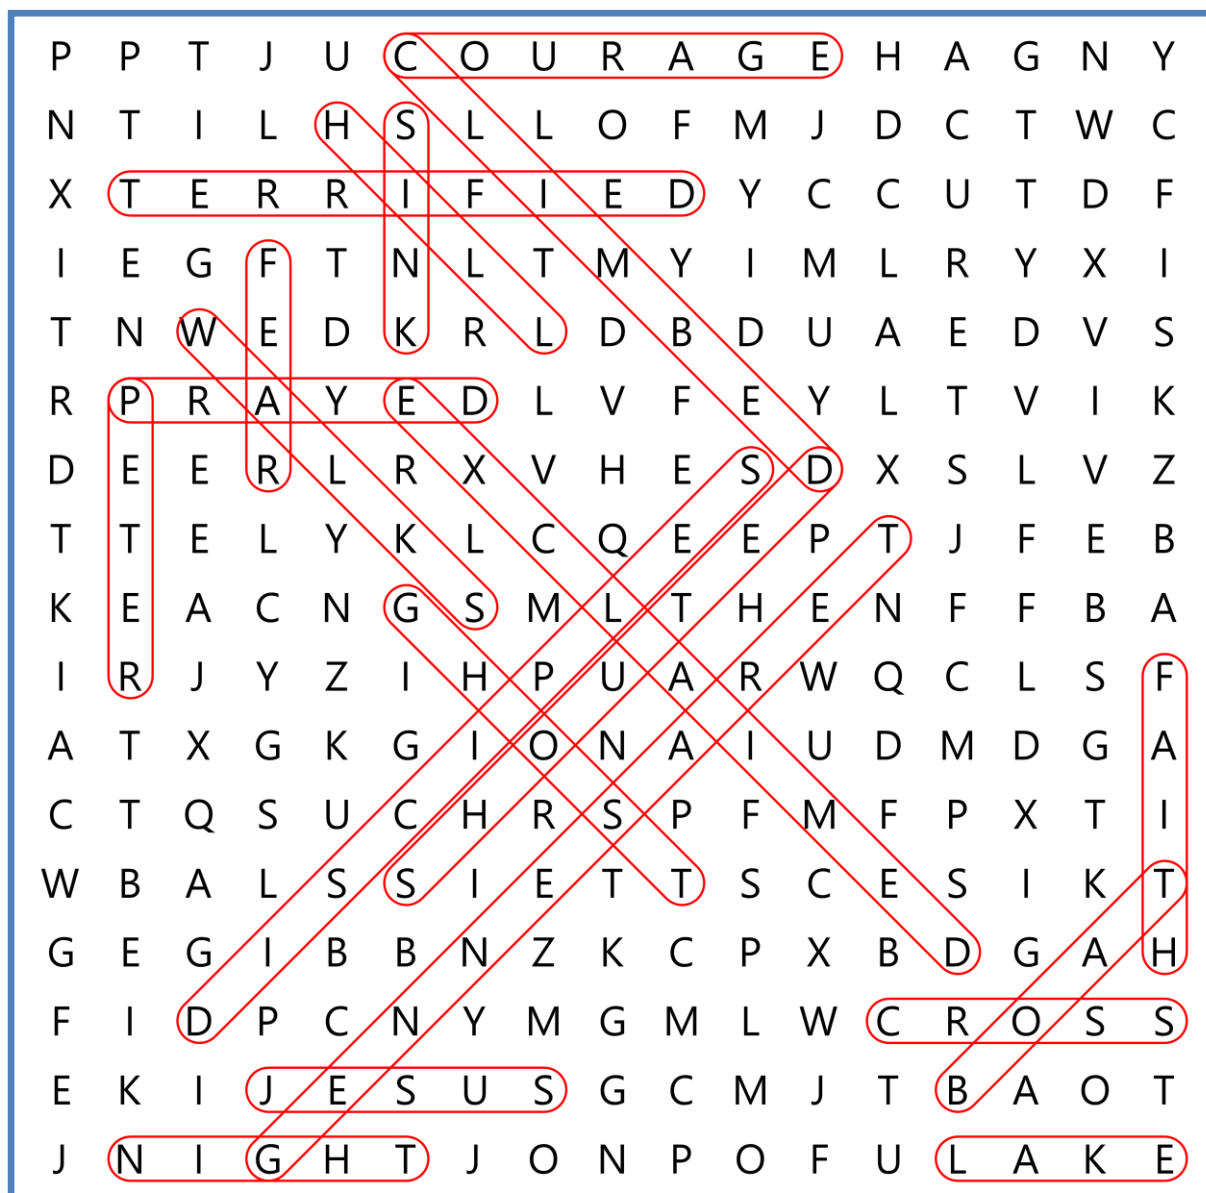 P P T J U C O U R A G E H A G N Y
N T I L H S L L O F M J D C T W C
X T E R R I F I E D Y C C U T D F
I E G F T N L T M Y I M L R Y X I
T N W E D K R L D B D U A E D V S
R P R A Y E D L V F E Y L T V I K
D E E R L R X V H E S D X S L V Z
T T E L Y K L C Q E E P T J F E B
K E A C N G S M L T H E N F F B A
I R J Y Z I H P U A R W Q C L S F
A T X G K G I O N A I U D M D G A
C T Q S U C H R S P F M F P X T I
W B A L S S I E T T S C E S I K T
G E G I B B N Z K C P X B D G A H
F I D P C N Y M G M L W C R O S S
E K I J E S U S G C M J T B A O T
J N I G H T J O N P O F U L A K E